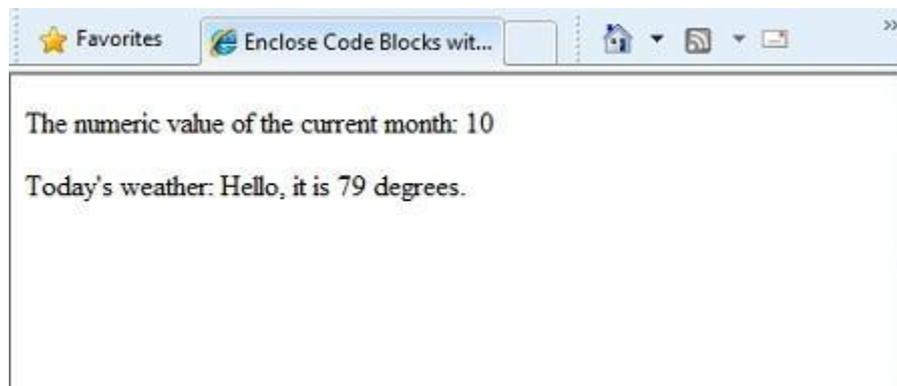 Favorites
Enclose Code Blocks wit...
The numeric value of the current month: 10
Today's weather: Hello, it is 79 degrees.